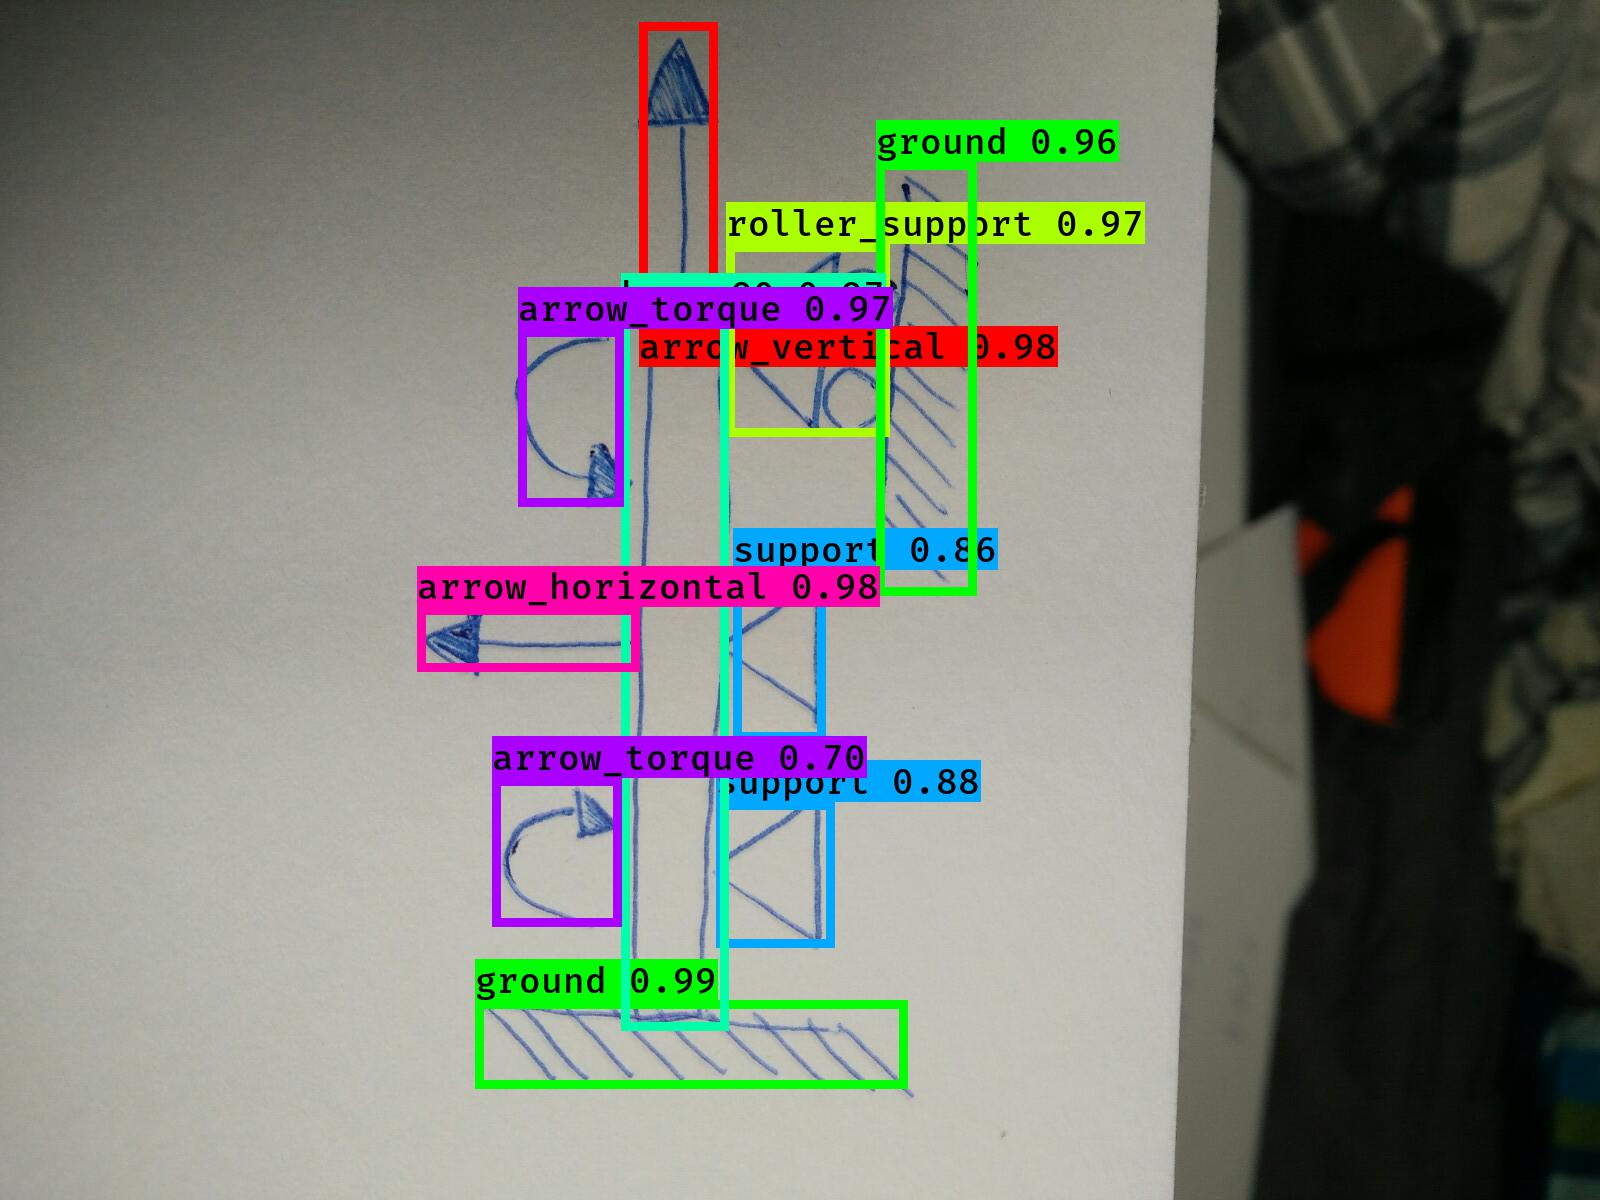 ground 0.96
roller_support 0.97
arrow_torque 0.97
arrow_vertical 0.98
support 0.86
arrow_horizontal 0.98
arrow_torque 0.70
support 0.88
ground 0.99